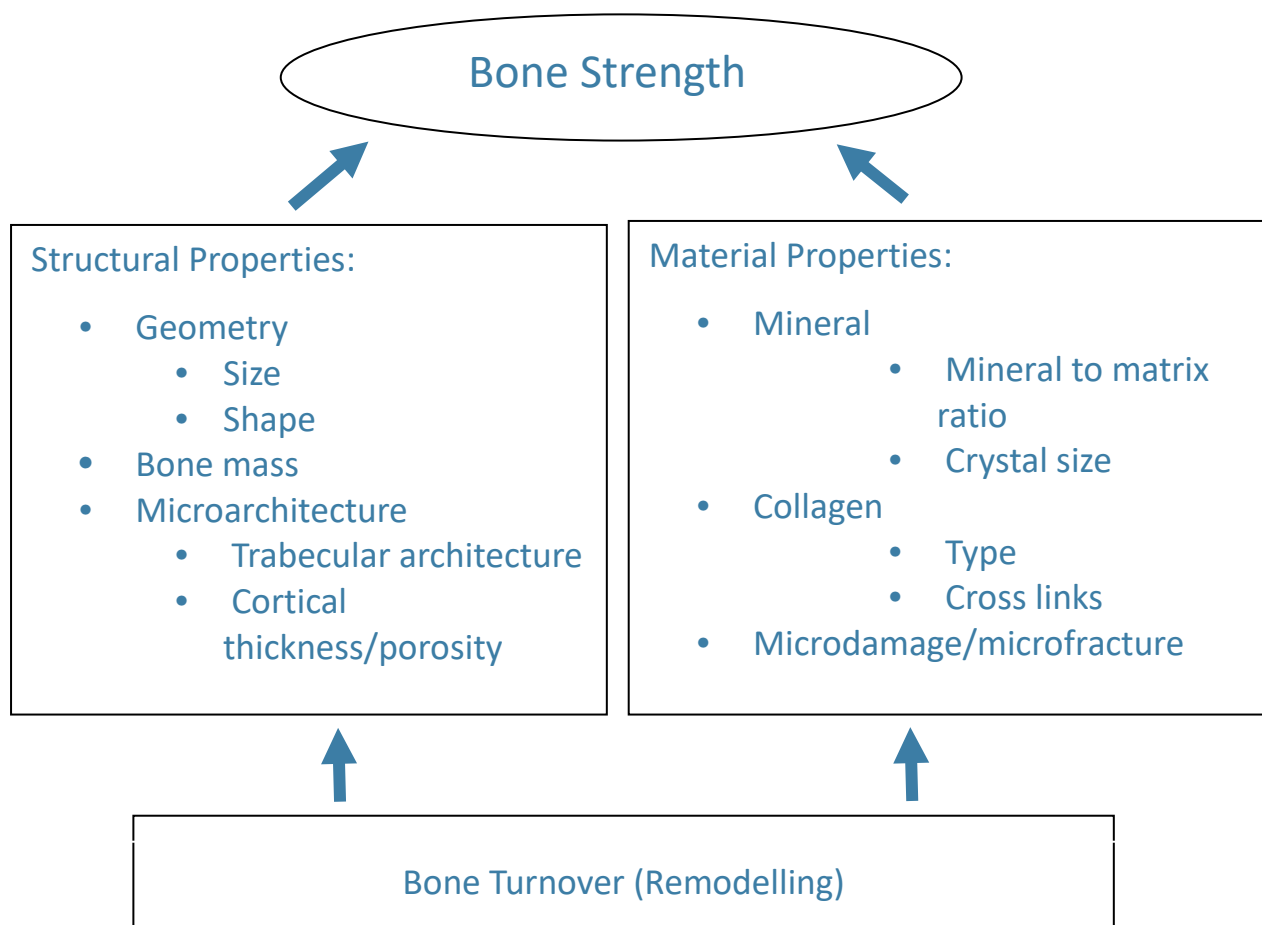 Bone Strength
Structural Properties:
• Geometry
• Size
• Shape
• Bone mass
• Microarchitecture
• Trabecular architecture
• Cortical
thickness/porosity
Material Properties:
• Mineral
• Mineral to matrix
ratio
• Crystal size
• Collagen
• Type
• Cross links
• Microdamage/microfracture
Bone Turnover (Remodelling)